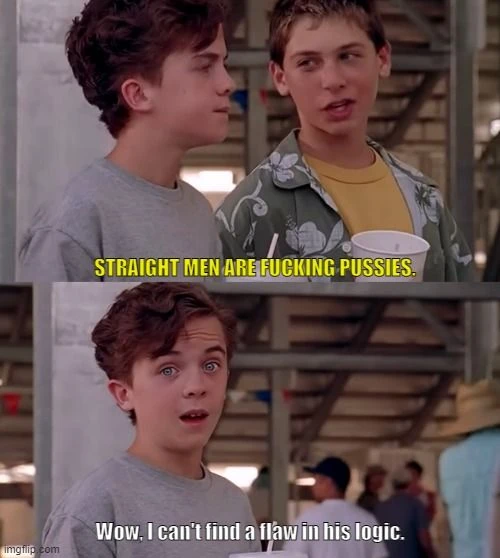 STRAIGHT MEN ARE FUCKING PUSSIES.
Wow, I can't find a flaw in his logic.
imgflip.com